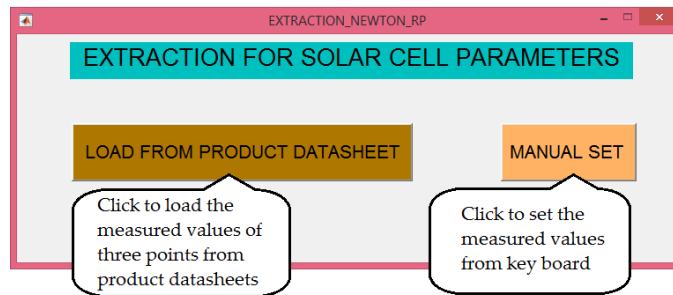 EXTRACTION_NEWTON_RP
EXTRACTION FOR SOLAR CELL PARAMETERS
LOAD FROM PRODUCT DATASHEET
MANUAL SET
Click to load the
measured values of
three points from
product datasheets
Click to set the
measured values
from key board